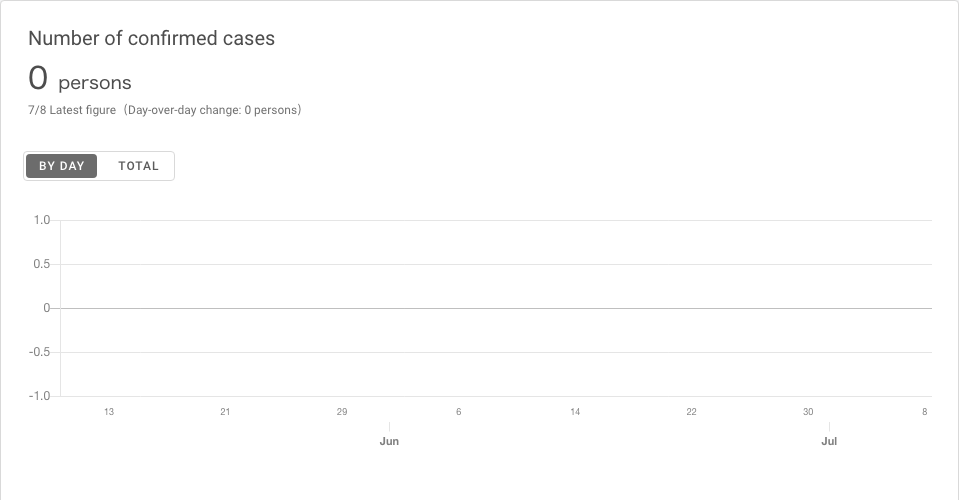 Number of confirmed cases
0 persons
7/8 Latest figure（Day-over-day change: 0 persons）
BY DAY TOTAL
1.0
0.5
0
-0.5
-1.0
13 21 29 6 14 22 30 8
Jun Jul